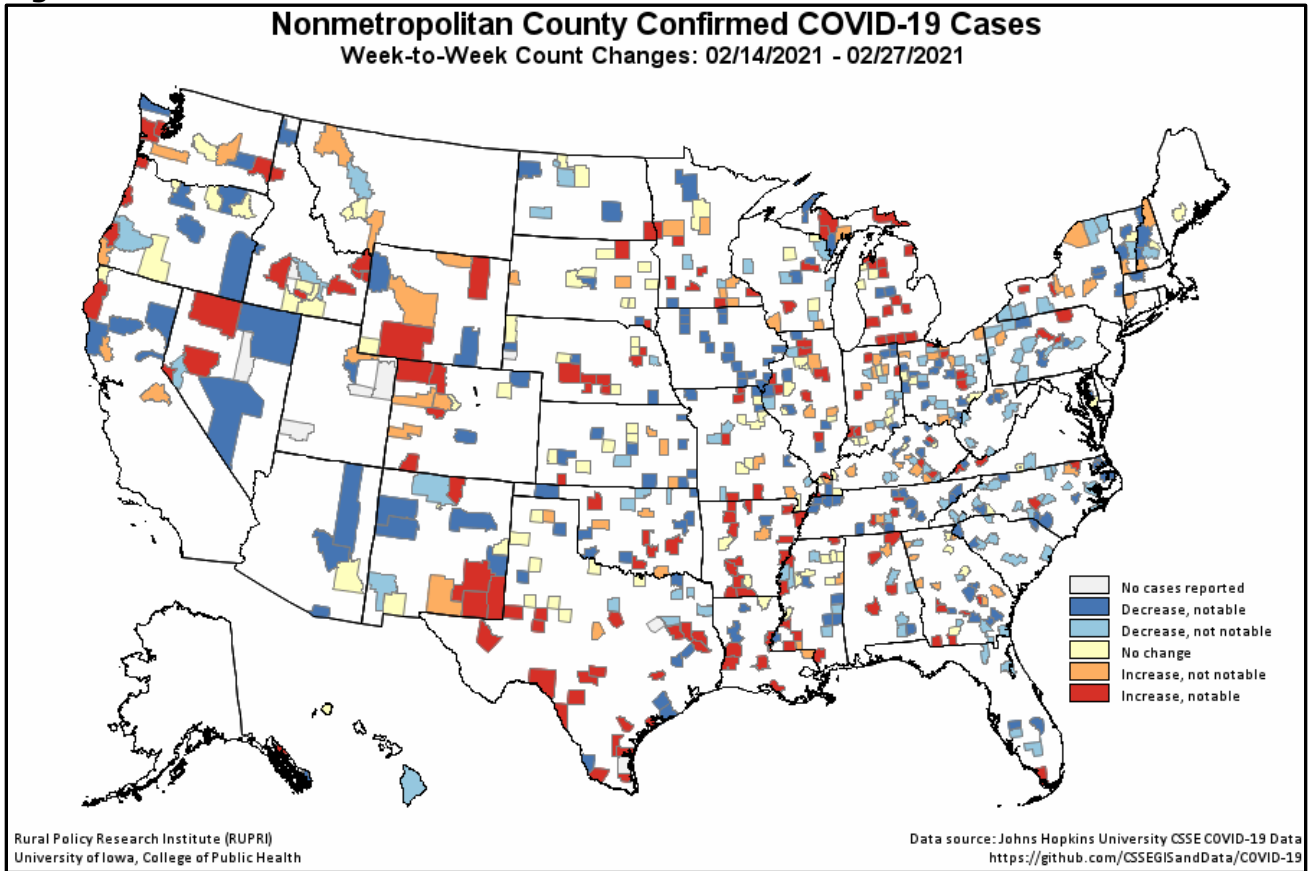 Nonmetropolitan County Confirmed COVID-19 Cases
Week-to-Week Count Changes: 02/14/2021 - 02/27/2021
No cases reported
Decrease, notable
Decrease, not notable
No change
Increase, not notable
Increase, notable
Rural Policy Research Institute (RUPRI)
University of Iowa, College of Public Health
Data source: Johns Hopkins University CSSE COVID-19 Data
https://github.com/CSSEGISandData/COVID-19